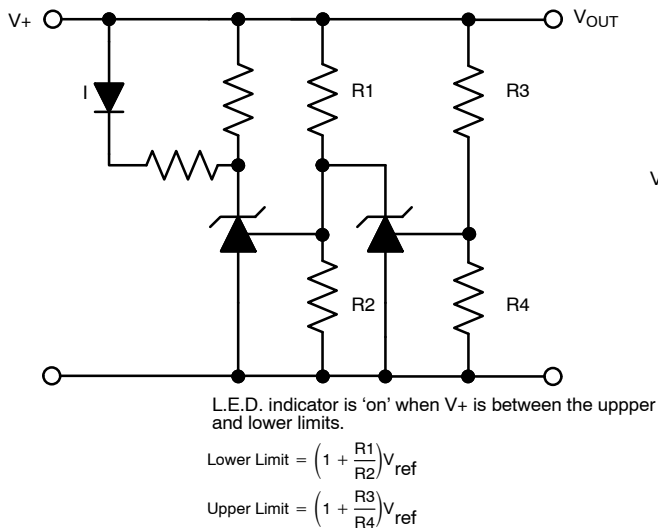 V+
VOUT
I
R1
R3
V
R2
R4
L.E.D. indicator is ‘on’ when V+ is between the uppper
and lower limits.
Lower Limit = (1 + R1/R2)Vref
Upper Limit = (1 + R3/R4)Vref